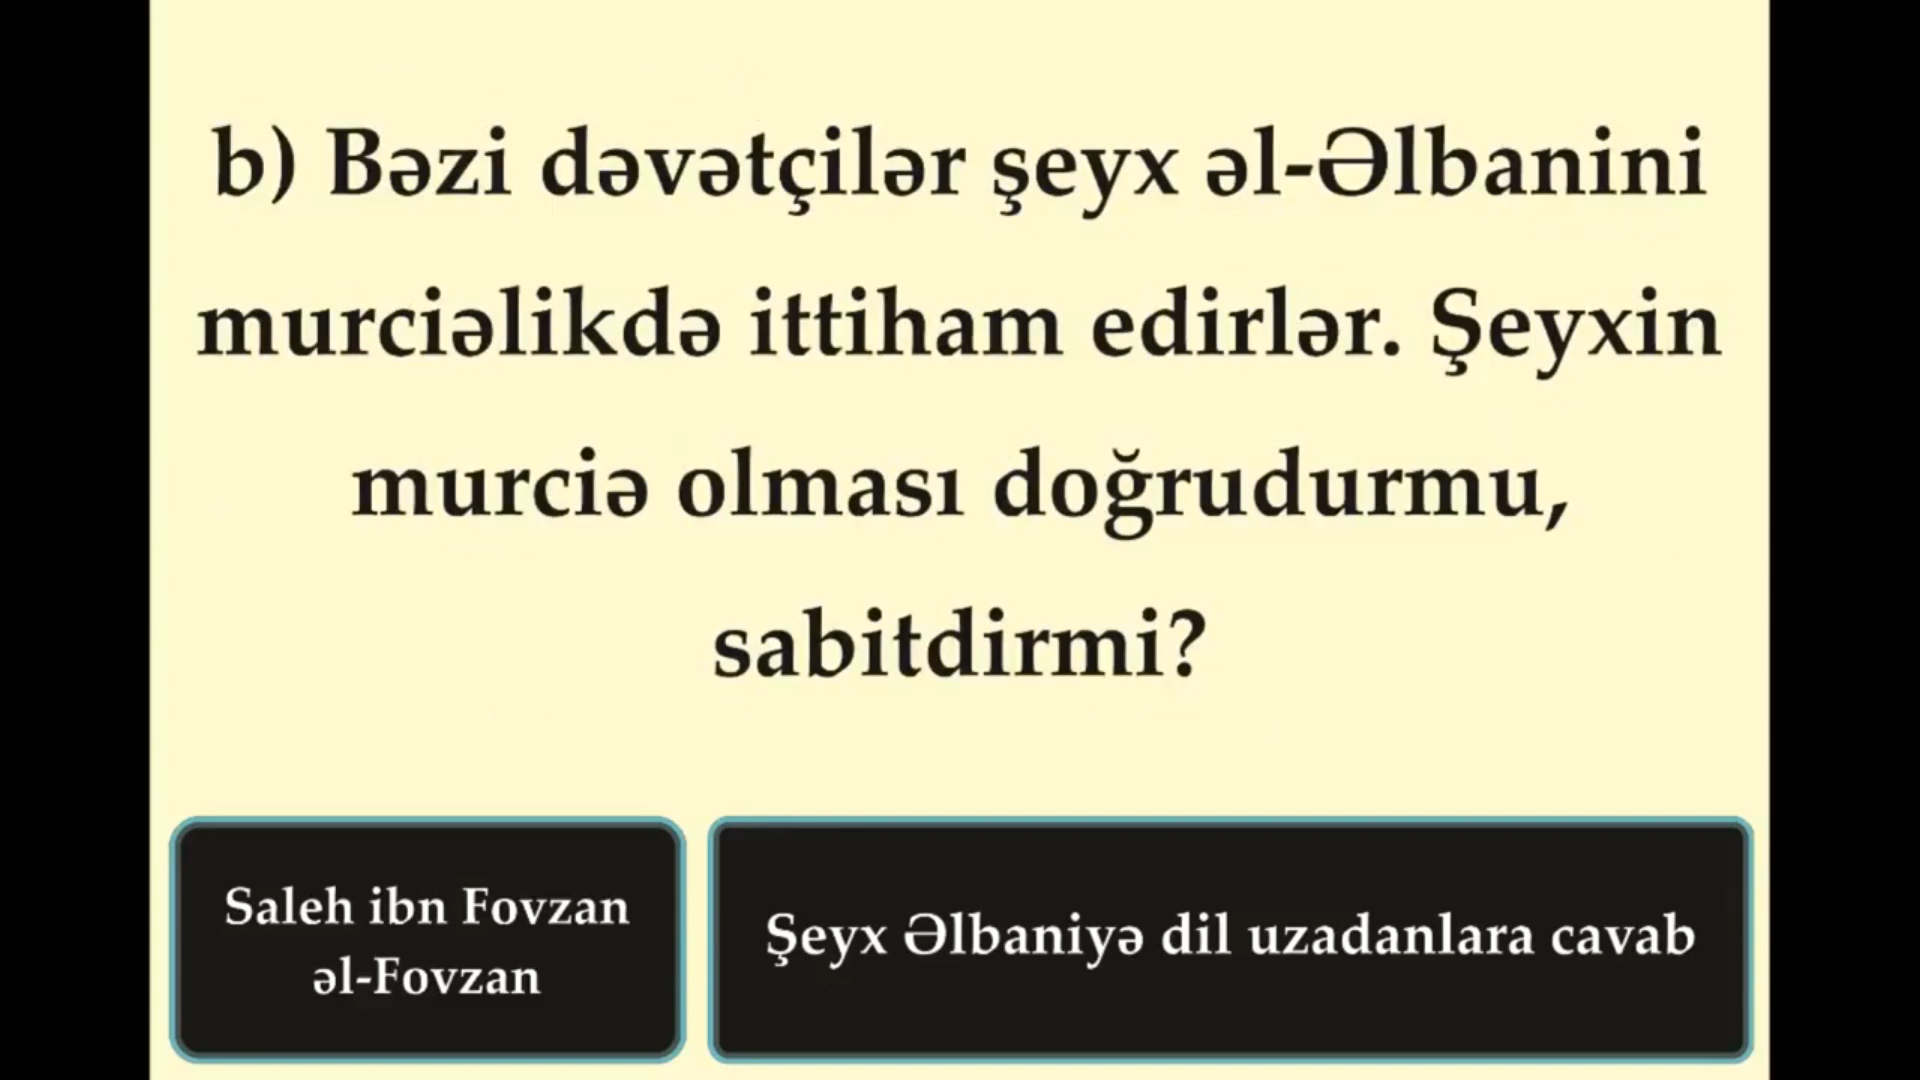 b) Bəzi dəvətçilər şeyx əl-Əlbanini
murciəlikdə ittiham edirlər. Şeyxin
murciə olması doğrudurmu,
sabitdirmi?
Saleh ibn Fovzan
əl-Fovzan
Şeyx Əlbaniyə dil uzadanlara cavab